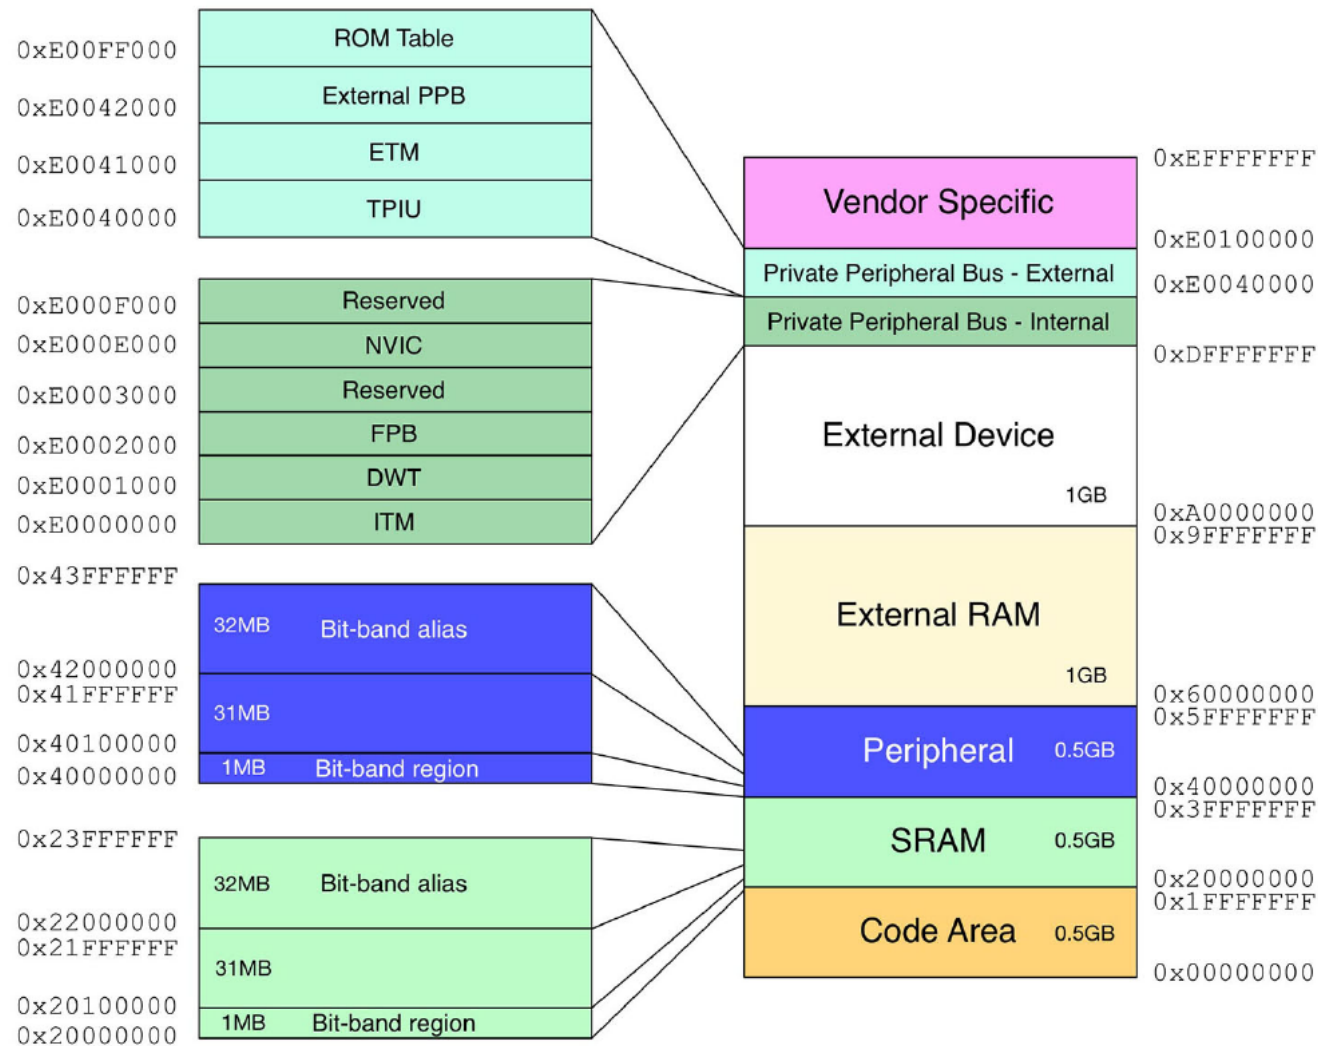 0xE00FF000
ROM Table
0xE0042000
External PPB
0xE0041000
ETM
0xE0040000
TPIU
0xE000F000
Reserved
0xE000E000
NVIC
0xE0003000
Reserved
0xE0002000
FPB
0xE0001000
DWT
0xE0000000
ITM
0x43FFFFFF
32MB Bit-band alias
0x42000000
0x41FFFFFF
31MB
0x40100000
1MB Bit-band region
0x40000000
0x23FFFFFF
32MB Bit-band alias
0x22000000
0x21FFFFFF
31MB
0x20100000
1MB Bit-band region
0x20000000
0xEFFFFFFF
Vendor Specific
0xE0100000
Private Peripheral Bus - External
0xE0040000
Private Peripheral Bus - Internal
0xDFFFFFFF
External Device
1GB
0xA0000000
0x9FFFFFFF
External RAM
1GB
0x60000000
0x5FFFFFFF
Peripheral 0.5GB
0x40000000
0x3FFFFFFF
SRAM 0.5GB
0x20000000
0x1FFFFFFF
Code Area 0.5GB
0x00000000